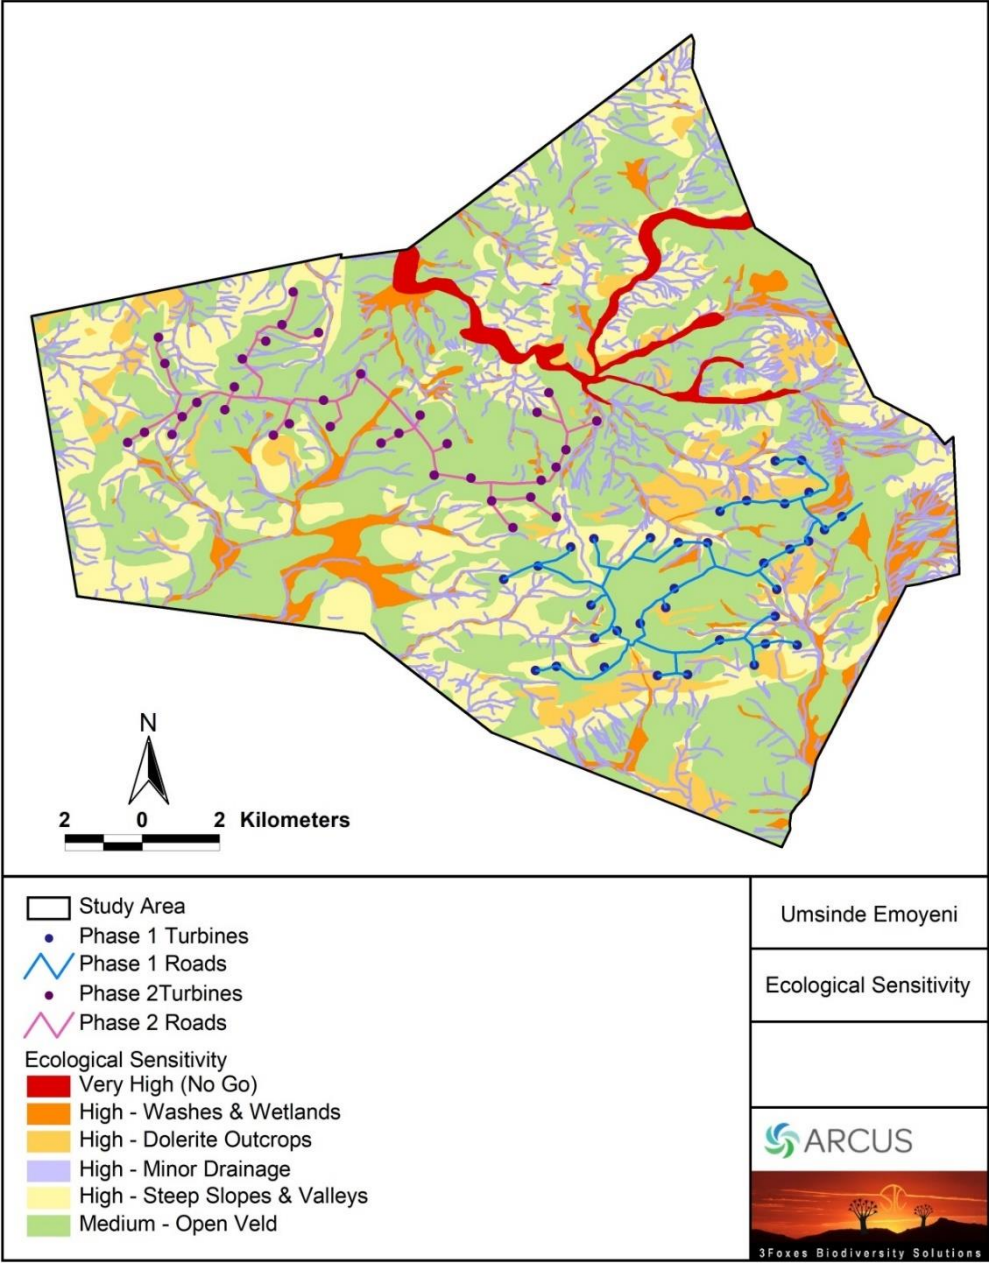 N
2 0 2 Kilometers
Study Area
Phase 1 Turbines
Phase 1 Roads
Phase 2Turbines
Phase 2 Roads
Ecological Sensitivity
Very High (No Go)
High - Washes & Wetlands
High - Dolerite Outcrops
High - Minor Drainage
High - Steep Slopes & Valleys
Medium - Open Veld
Umsinde Emoyeni
Ecological Sensitivity
ARCUS
3Foxes Biodiversity Solutions